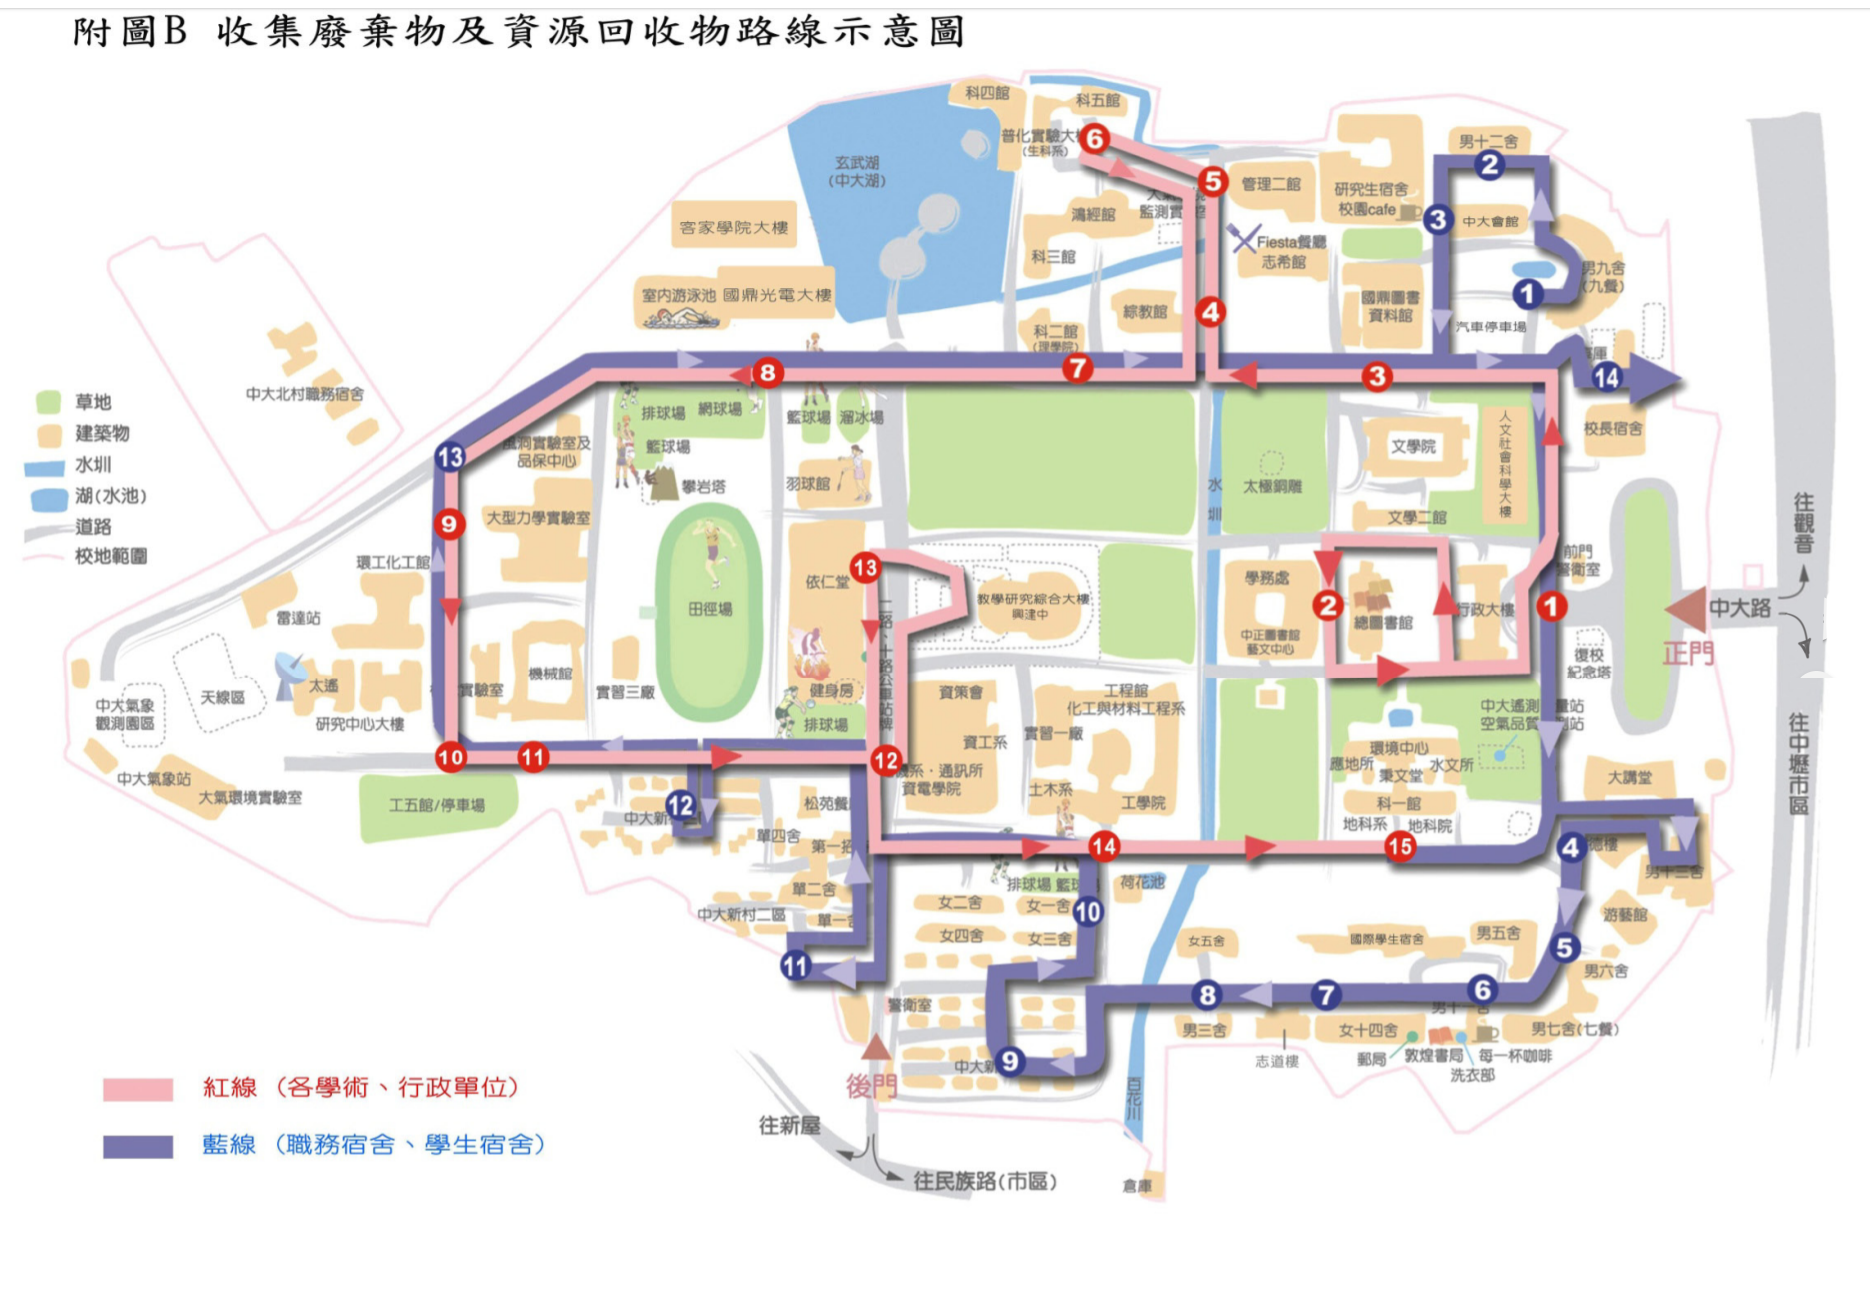 附圖B 收集廢棄物及資源回收物路線示意圖
科四館
科五館
普化實驗大
(生科系)
玄武湖
(中大湖)
鴻經館
監測實
管理二館
研究生宿舍
校園cafe
男十二舍
中大會館
客家學院大樓
科三館
Fiesta餐廳
志希館
男九舍
(九餐)
室內游泳池
國鼎光電大樓
綜教館
國鼎圖書
資料館
汽車停車場
科二館
(理學院)
草地
建築物
水圳
湖(水池)
道路
校地範圍
中大北村職務宿舍
風洞實驗室及
品保中心
排球場
網球場
籃球場
溜冰場
籃球場
攀岩塔
羽球館
太極銅雕
水圳
文學院
人文社會科學大樓
校長宿舍
文學二館
大型力學實驗室
環工化工館
雷達站
田徑場
依仁堂
二路、十路公車站牌
教學研究綜合大樓
興建中
學務處
中正圖書館
藝文中心
總圖書館
行政大樓
前門
警衛室
復校
紀念塔
中大路
正門
往觀音
往中壢市區
天線區
太遙
研究中心大樓
實驗室
機械館
實習三廠
健身房
排球場
中大氣象
觀測園區
中大氣象站
大氣環境實驗室
工五館/停車場
資策會
資工系
工程館
化工與材料工程系
實習一廠
系・通訊所
資電學院
土木系
工學院
環境中心
應地所
秉文堂
水文所
科一館
地科系
地科院
中大遙測
量站
空氣品質
測站
大講堂
男十三舍
游藝館
中大新
松苑餐
單四舍
第一招
單二舍
單一舍
中大新村二區
排球場
荷花池
女二舍
女一舍
女四舍
女三舍
女五舍
國際學生宿舍
男五舍
男六舍
警衛室
中大新
男三舍
志道樓
女十四舍
男十一舍
郵局
敦煌書局
洗衣部
每一杯咖啡
男七舍(七餐)
後門
百花川
往新屋
往民族路(市區)
倉庫
紅線（各學術、行政單位）
藍線（職務宿舍、學生宿舍）
1
2
3
4
5
6
7
8
9
10
11
12
13
14
15
1
2
3
4
5
6
7
8
9
10
11
12
13
14